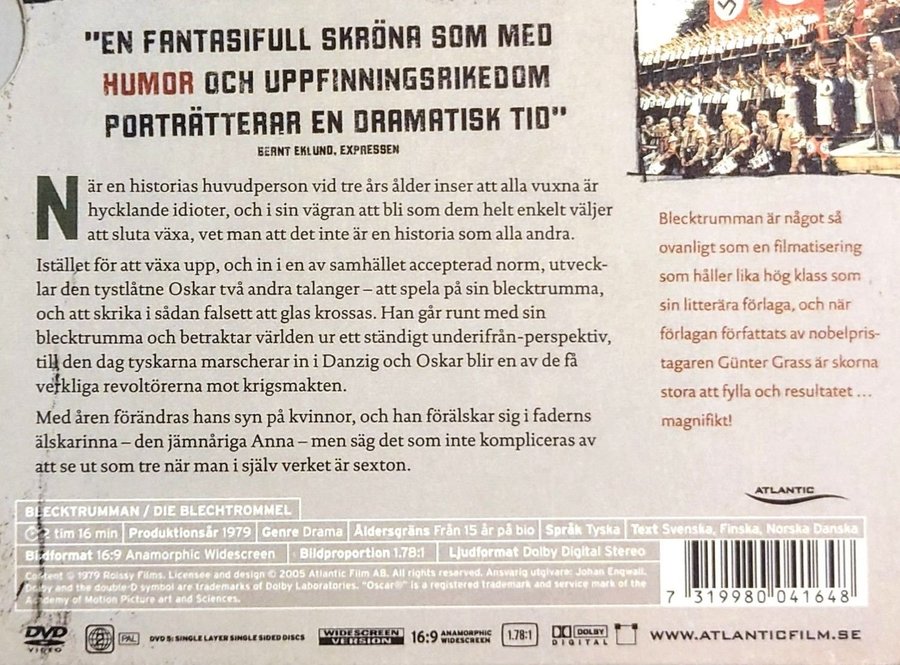 "EN FANTASIFULL SKRÖNA SOM MED
HUMOR OCH UPPFINNINGSRIKEDOM
PORTRÄTTERAR EN DRAMATISK TID"
BERNT EKLUND, EXPRESSEN
När en historias huvudperson vid tre års ålder inser att alla vuxna är
hycklande idioter, och i sin vägran att bli som dem helt enkelt väljer
att sluta växa, vet man att det inte är en historia som alla andra.
Istället för att växa upp, och in i en av samhället accepterad norm, utveck-
lar den tystlåtne Oskar två andra talanger – att spela på sin blecktrumma,
och att skrika i sådan falsett att glas krossas. Han går runt med sin
blecktrumma och betraktar världen ur ett ständigt underifrån-perspektiv,
till den dag tyskarna marscherar in i Danzig och Oskar blir en av de få
verkliga revoltörerna mot krigsmakten.
Med åren förändras hans syn på kvinnor, och han förälskar sig i faderns
älskarinna – den jämnåriga Anna – men säg det som inte kompliceras av
att se ut som tre när man i själv verket är sexton.
Blecktrumman är något så
ovanligt som en filmatisering
som håller lika hög klass som
sin litterära förlaga, och när
förlagan författats av nobelpris-
tagaren Günter Grass är skorna
stora att fylla och resultatet ...
magnifikt!
ATLANTIC
BLECKTRUMMAN / DIE BLECHTROMMEL
2 tim 16 min Produktionsår 1979 Genre Drama Åldersgräns Från 15 år på bio Språk Tyska Text Svenska, Finska, Norska Danska
Bildformat 16:9 Anamorphic Widescreen · Bildproportion 1.78:1 Ljudformat Dolby Digital Stereo
Content © 1979 Roissy Films. Licensee and design © 2005 Atlantic Film AB. All rights reserved. Ansvarig utgivare: Johan Engwall.
Dolby and the double-D symbol are trademarks of Dolby Laboratories. "Oscar®" is a registered trademark and service mark of the
Academy of Motion Picture art and Sciences.
7 319980 041648
DVD VIDEO PAL DVD 5: SINGLE LAYER SINGLE SIDED DISCS WIDESCREEN VERSION 16:9 ANAMORPHIC WIDESCREEN 1.78:1 DOLBY DIGITAL WWW.ATLANTICFILM.SE